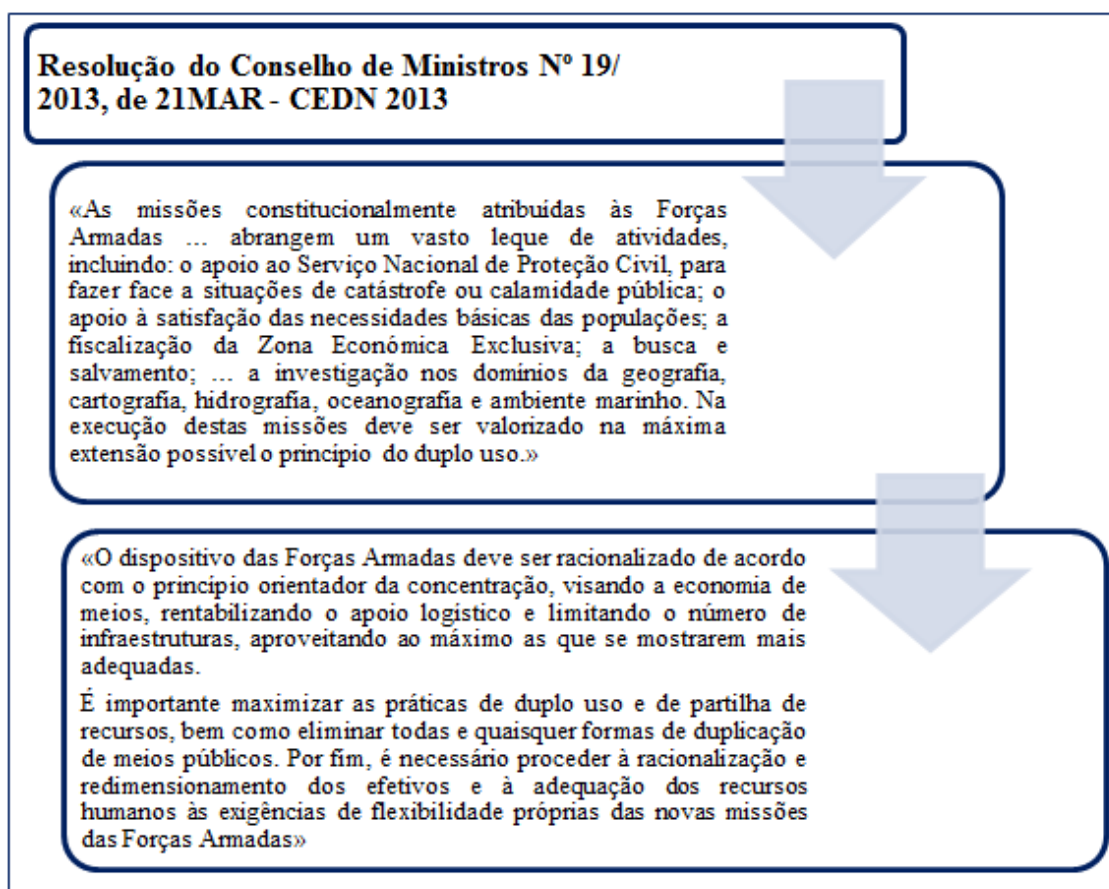 Resolução do Conselho de Ministros Nº 19/
2013, de 21MAR - CEDN 2013
«As missões constitucionalmente atribuídas às Forças
Armadas ... abrangem um vasto leque de atividades,
incluindo: o apoio ao Serviço Nacional de Proteção Civil, para
fazer face a situações de catástrofe ou calamidade pública; o
apoio à satisfação das necessidades básicas das populações; a
fiscalização da Zona Económica Exclusiva; a busca e
salvamento; ... a investigação nos domínios da geografia,
cartografia, hidrografia, oceanografia e ambiente marinho. Na
execução destas missões deve ser valorizado na máxima
extensão possível o princípio do duplo uso.»
«O dispositivo das Forças Armadas deve ser racionalizado de acordo
com o princípio orientador da concentração, visando a economia de
meios, rentabilizando o apoio logístico e limitando o número de
infraestruturas, aproveitando ao máximo as que se mostrarem mais
adequadas.
É importante maximizar as práticas de duplo uso e de partilha de
recursos, bem como eliminar todas e quaisquer formas de duplicação
de meios públicos. Por fim, é necessário proceder à racionalização e
redimensionamento dos efetivos e à adequação dos recursos
humanos às exigências de flexibilidade próprias das novas missões
das Forças Armadas»